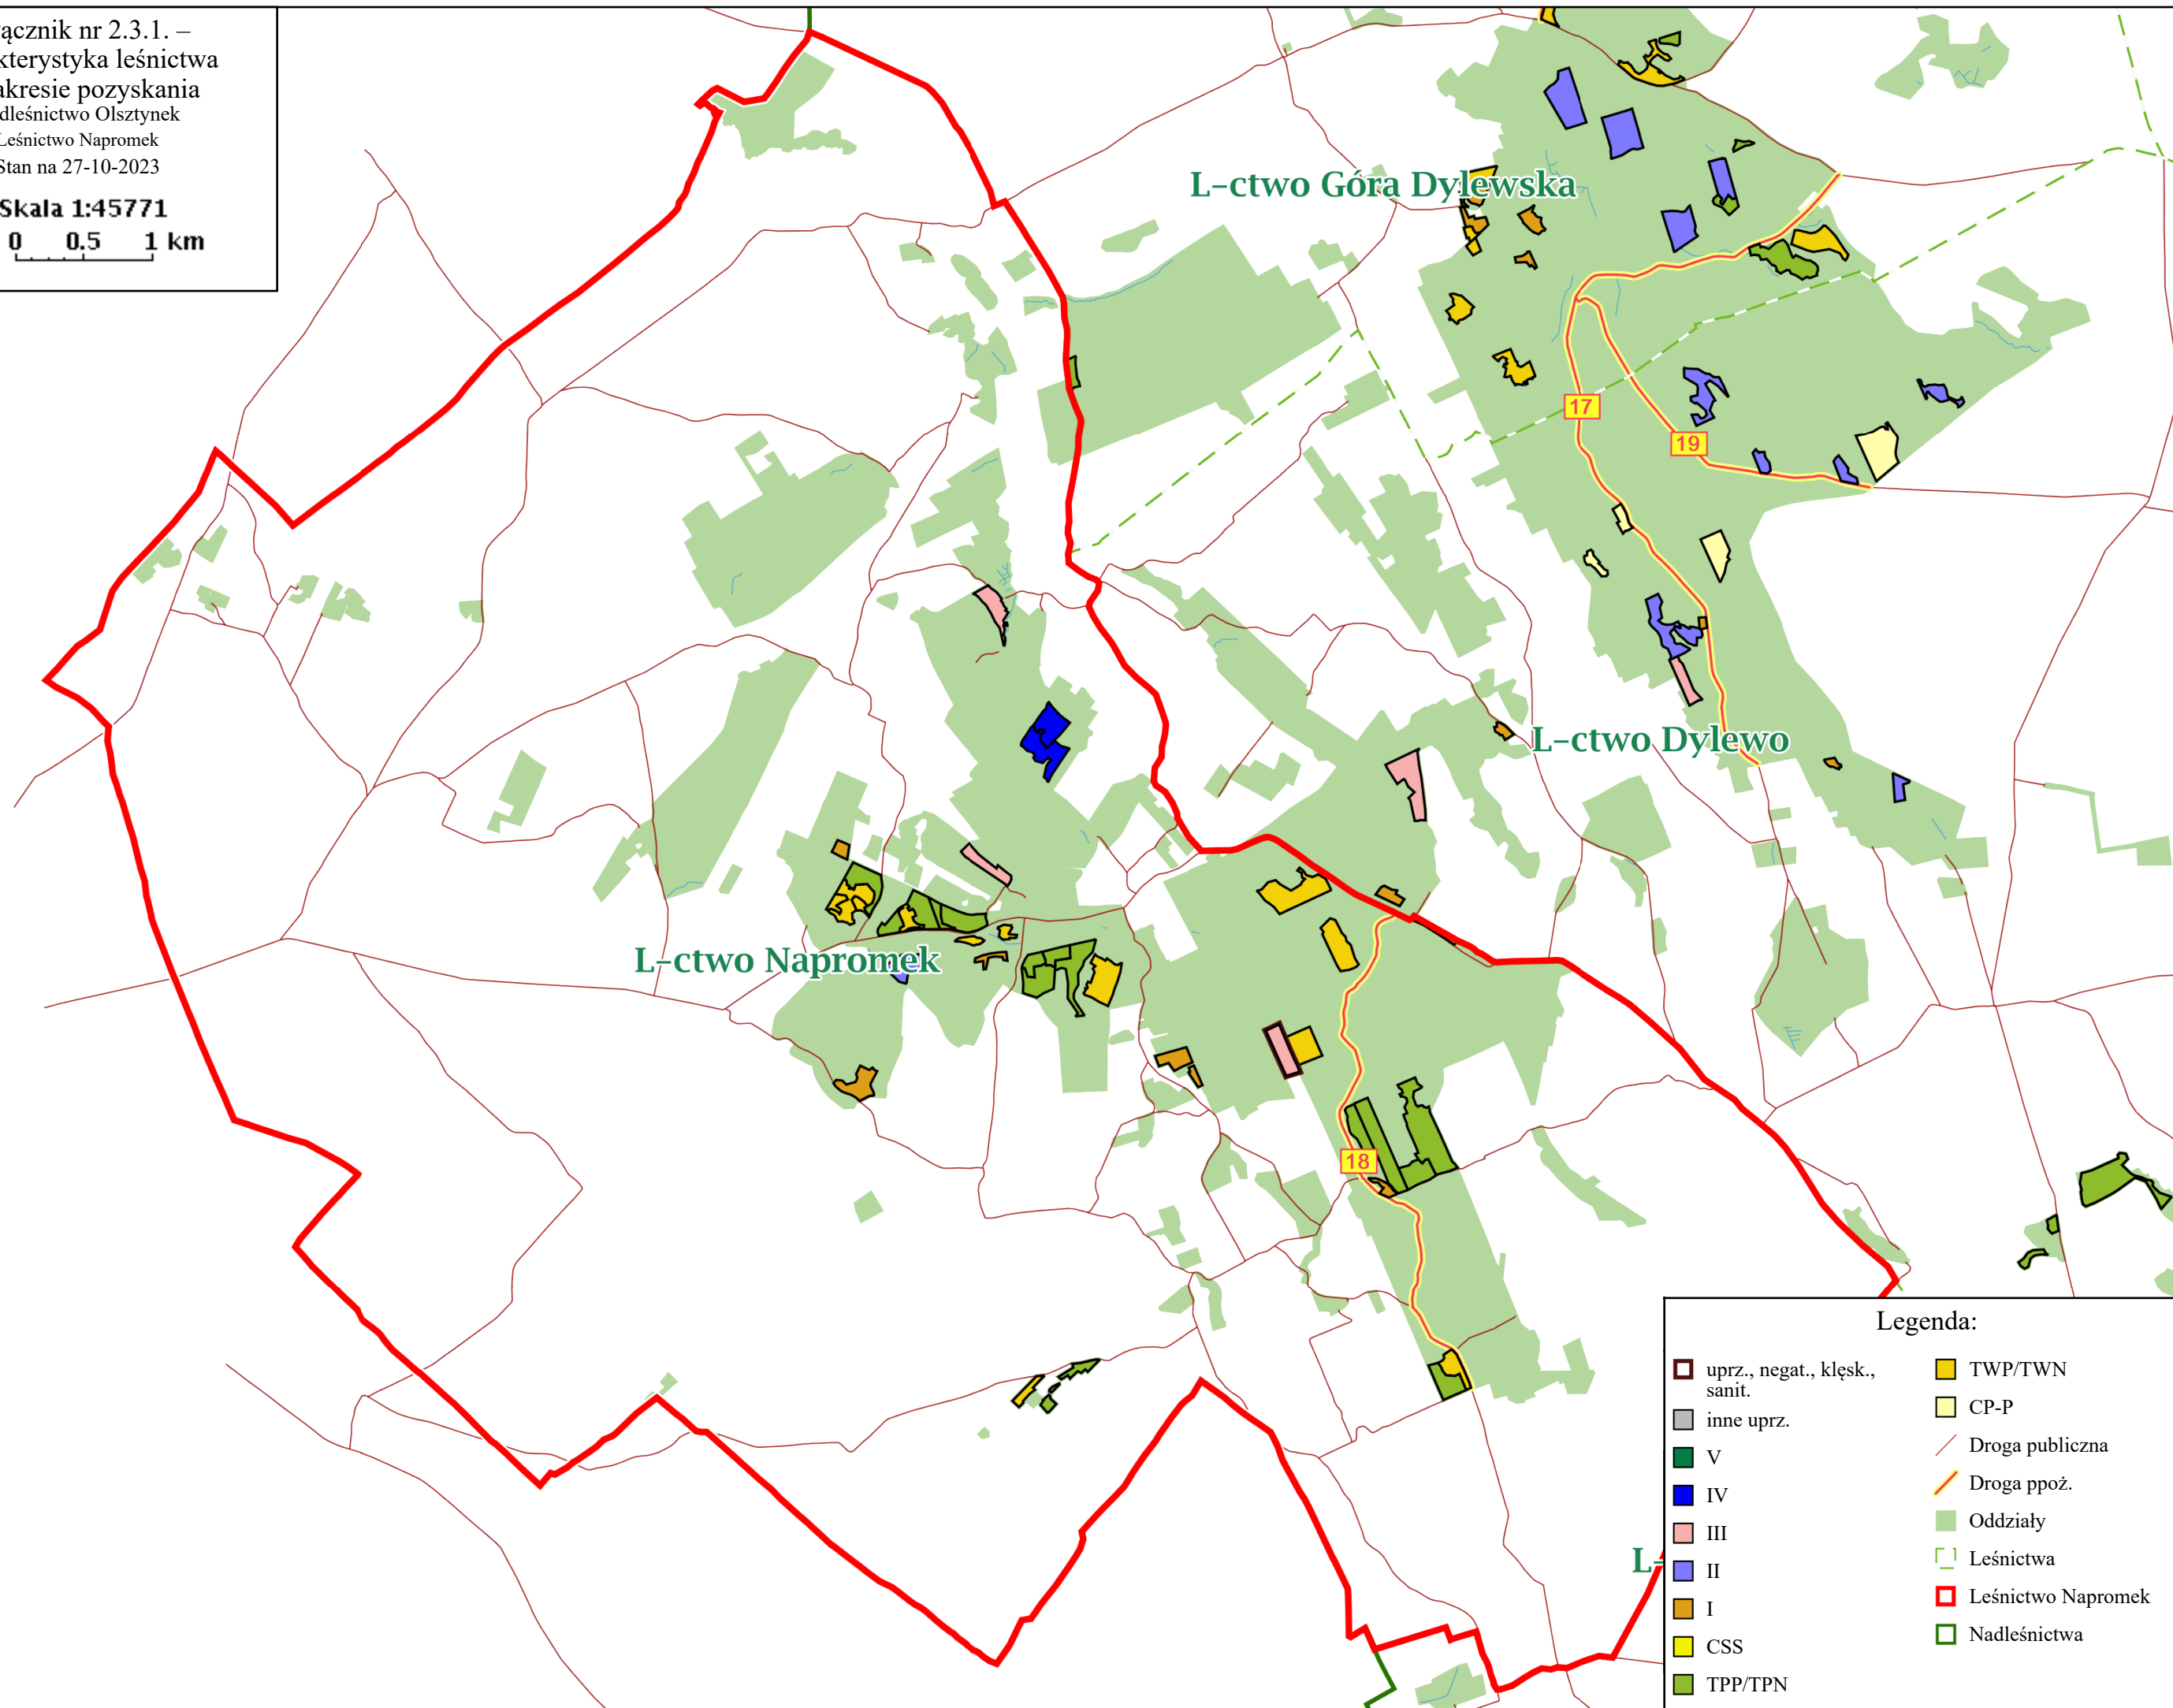 ącznik nr 2.3.1. –
kterystyka leśnictwa
akresie pozyskania
dleśnictwo Olsztynek
Leśnictwo Napromek
Stan na 27-10-2023
Skala 1:45771
0 0.5 1 km
L-ctwo Góra Dylewska
17
19
L-ctwo Dylewo
L-ctwo Napromek
18
L-
Legenda:
uprz., negat., klęsk.,
sanit.
inne uprz.
V
IV
III
II
I
CSS
TPP/TPN
TWP/TWN
CP-P
Droga publiczna
Droga ppoż.
Oddziały
Leśnictwa
Leśnictwo Napromek
Nadleśnictwa